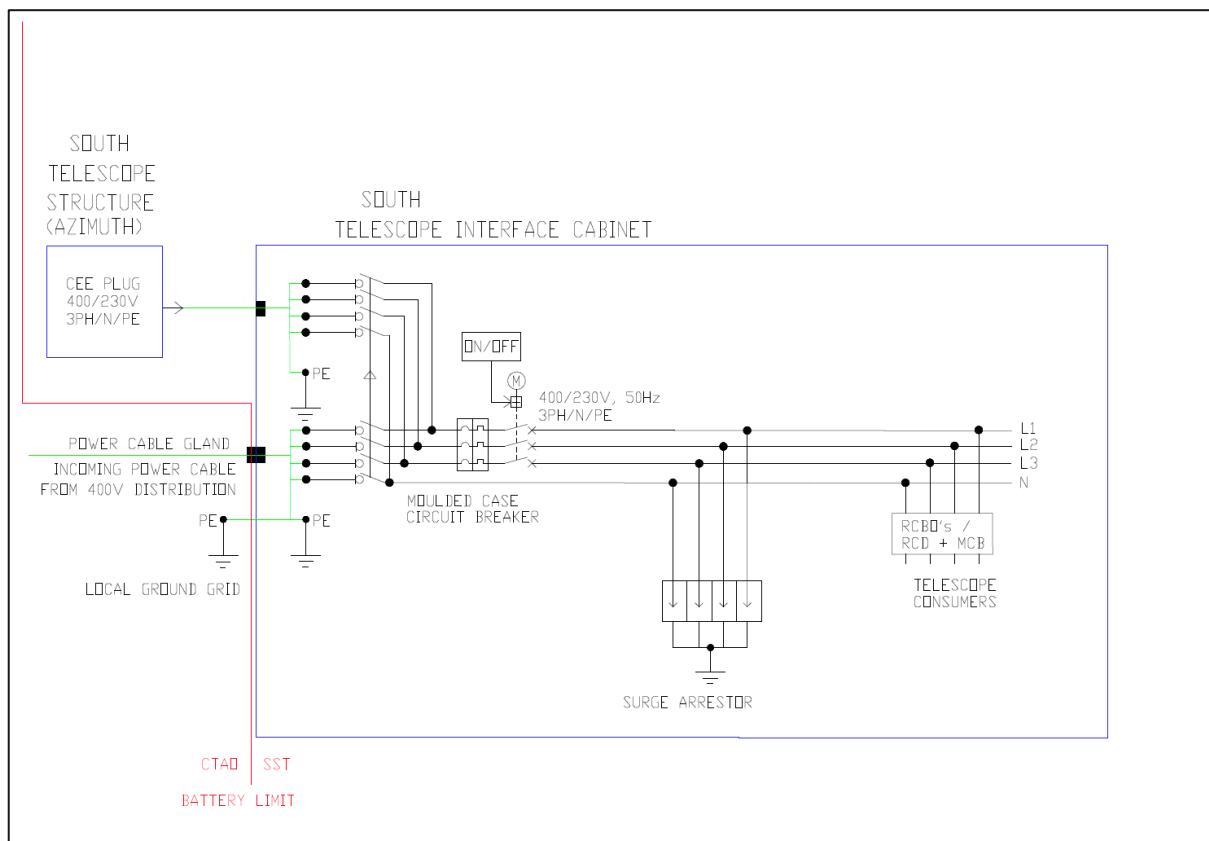 SOUTH
TELESCOPE
STRUCTURE
(AZIMUTH)
SOUTH
TELESCOPE INTERFACE CABINET
CEE PLUG
400/230V
3PH/N/PE
PE
ON/OFF
M
400/230V, 50Hz
3PH/N/PE
L1
L2
L3
N
POWER CABLE GLAND
INCOMING POWER CABLE
FROM 400V DISTRIBUTION
MOULDED CASE
CIRCUIT BREAKER
PE
PE
RCBO's /
RCD + MCB
LOCAL GROUND GRID
TELESCOPE
CONSUMERS
SURGE ARRESTOR
CTAO SST
BATTERY LIMIT